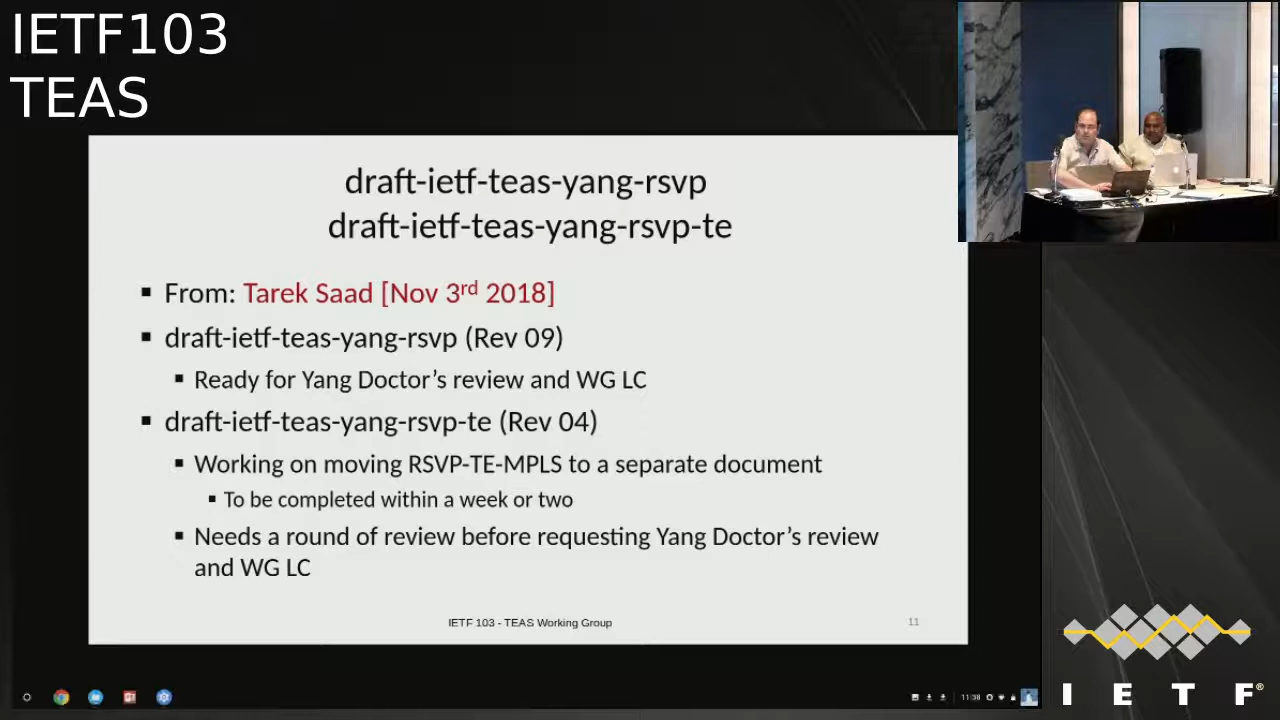 IETF103
TEAS
draft-ietf-teas-yang-rsvp
draft-ietf-teas-yang-rsvp-te
▪ From: Tarek Saad [Nov 3rd 2018]
▪ draft-ietf-teas-yang-rsvp (Rev 09)
▪ Ready for Yang Doctor’s review and WG LC
▪ draft-ietf-teas-yang-rsvp-te (Rev 04)
▪ Working on moving RSVP-TE-MPLS to a separate document
▪ To be completed within a week or two
▪ Needs a round of review before requesting Yang Doctor’s review
and WG LC
IETF 103 - TEAS Working Group
11
11:38
I E T F®